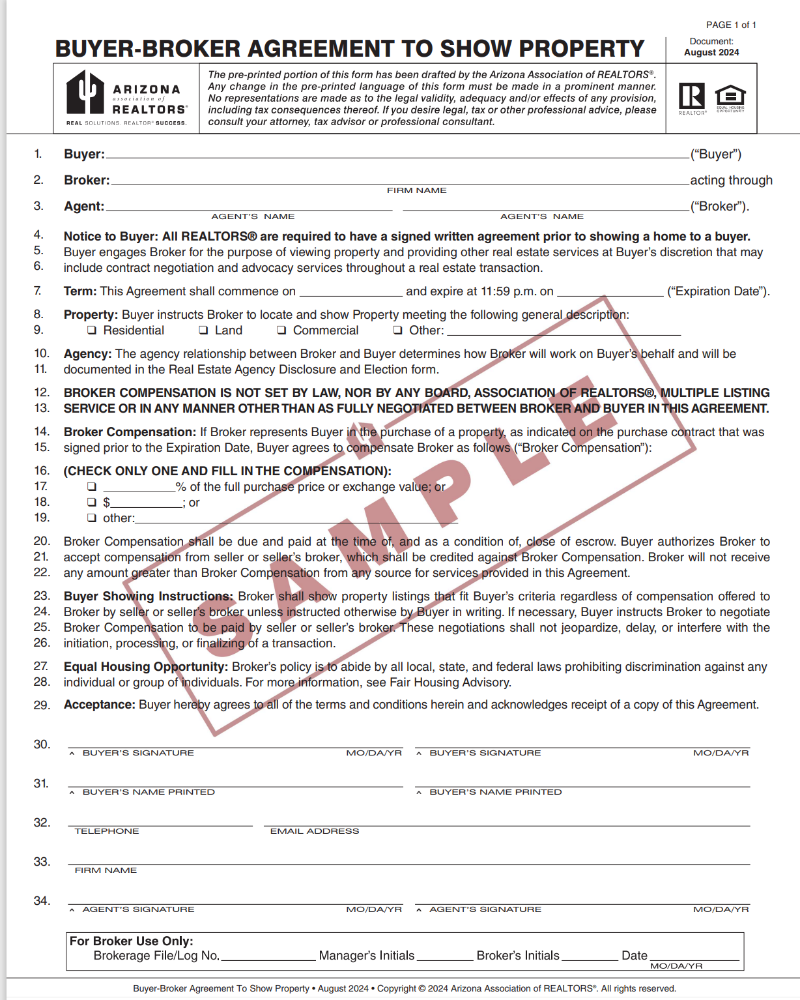 PAGE 1 of 1
BUYER-BROKER AGREEMENT TO SHOW PROPERTY
Document:
August 2024
ARIZONA
association of
REALTORS®
REAL SOLUTIONS. REALTOR® SUCCESS.
The pre-printed portion of this form has been drafted by the Arizona Association of REALTORS®.
Any change in the pre-printed language of this form must be made in a prominent manner.
No representations are made as to the legal validity, adequacy and/or effects of any provision,
including tax consequences thereof. If you desire legal, tax or other professional advice, please
consult your attorney, tax advisor or professional consultant.
REALTOR®
EQUAL HOUSING
OPPORTUNITY
1. Buyer: (“Buyer”)
2. Broker: acting through
FIRM NAME
3. Agent: (“Broker”).
AGENT’S NAME AGENT’S NAME
4. Notice to Buyer: All REALTORS® are required to have a signed written agreement prior to showing a home to a buyer.
5. Buyer engages Broker for the purpose of viewing property and providing other real estate services at Buyer’s discretion that may
6. include contract negotiation and advocacy services throughout a real estate transaction.
7. Term: This Agreement shall commence on and expire at 11:59 p.m. on (“Expiration Date”).
8. Property: Buyer instructs Broker to locate and show Property meeting the following general description:
9. ❏ Residential ❏ Land ❏ Commercial ❏ Other:
10. Agency: The agency relationship between Broker and Buyer determines how Broker will work on Buyer’s behalf and will be
11. documented in the Real Estate Agency Disclosure and Election form.
12. BROKER COMPENSATION IS NOT SET BY LAW, NOR BY ANY BOARD, ASSOCIATION OF REALTORS®, MULTIPLE LISTING
13. SERVICE OR IN ANY MANNER OTHER THAN AS FULLY NEGOTIATED BETWEEN BROKER AND BUYER IN THIS AGREEMENT.
14. Broker Compensation: If Broker represents Buyer in the purchase of a property, as indicated on the purchase contract that was
15. signed prior to the Expiration Date, Buyer agrees to compensate Broker as follows (“Broker Compensation”):
16. (CHECK ONLY ONE AND FILL IN THE COMPENSATION):
17. ❏ % of the full purchase price or exchange value; or
18. ❏ $ ; or
19. ❏ other:
20. Broker Compensation shall be due and paid at the time of, and as a condition of, close of escrow. Buyer authorizes Broker to
21. accept compensation from seller or seller’s broker, which shall be credited against Broker Compensation. Broker will not receive
22. any amount greater than Broker Compensation from any source for services provided in this Agreement.
23. Buyer Showing Instructions: Broker shall show property listings that fit Buyer’s criteria regardless of compensation offered to
24. Broker by seller or seller’s broker unless instructed otherwise by Buyer in writing. If necessary, Buyer instructs Broker to negotiate
25. Broker Compensation to be paid by seller or seller’s broker. These negotiations shall not jeopardize, delay, or interfere with the
26. initiation, processing, or finalizing of a transaction.
27. Equal Housing Opportunity: Broker’s policy is to abide by all local, state, and federal laws prohibiting discrimination against any
28. individual or group of individuals. For more information, see Fair Housing Advisory.
29. Acceptance: Buyer hereby agrees to all of the terms and conditions herein and acknowledges receipt of a copy of this Agreement.
SAMPLE
30.
^ BUYER’S SIGNATURE MO/DA/YR ^ BUYER’S SIGNATURE MO/DA/YR
31.
^ BUYER’S NAME PRINTED ^ BUYER’S NAME PRINTED
32.
TELEPHONE EMAIL ADDRESS
33.
FIRM NAME
34.
^ AGENT’S SIGNATURE MO/DA/YR ^ AGENT’S SIGNATURE MO/DA/YR
For Broker Use Only:
Brokerage File/Log No. Manager’s Initials Broker’s Initials Date
MO/DA/YR
Buyer-Broker Agreement To Show Property • August 2024 • Copyright © 2024 Arizona Association of REALTORS®. All rights reserved.